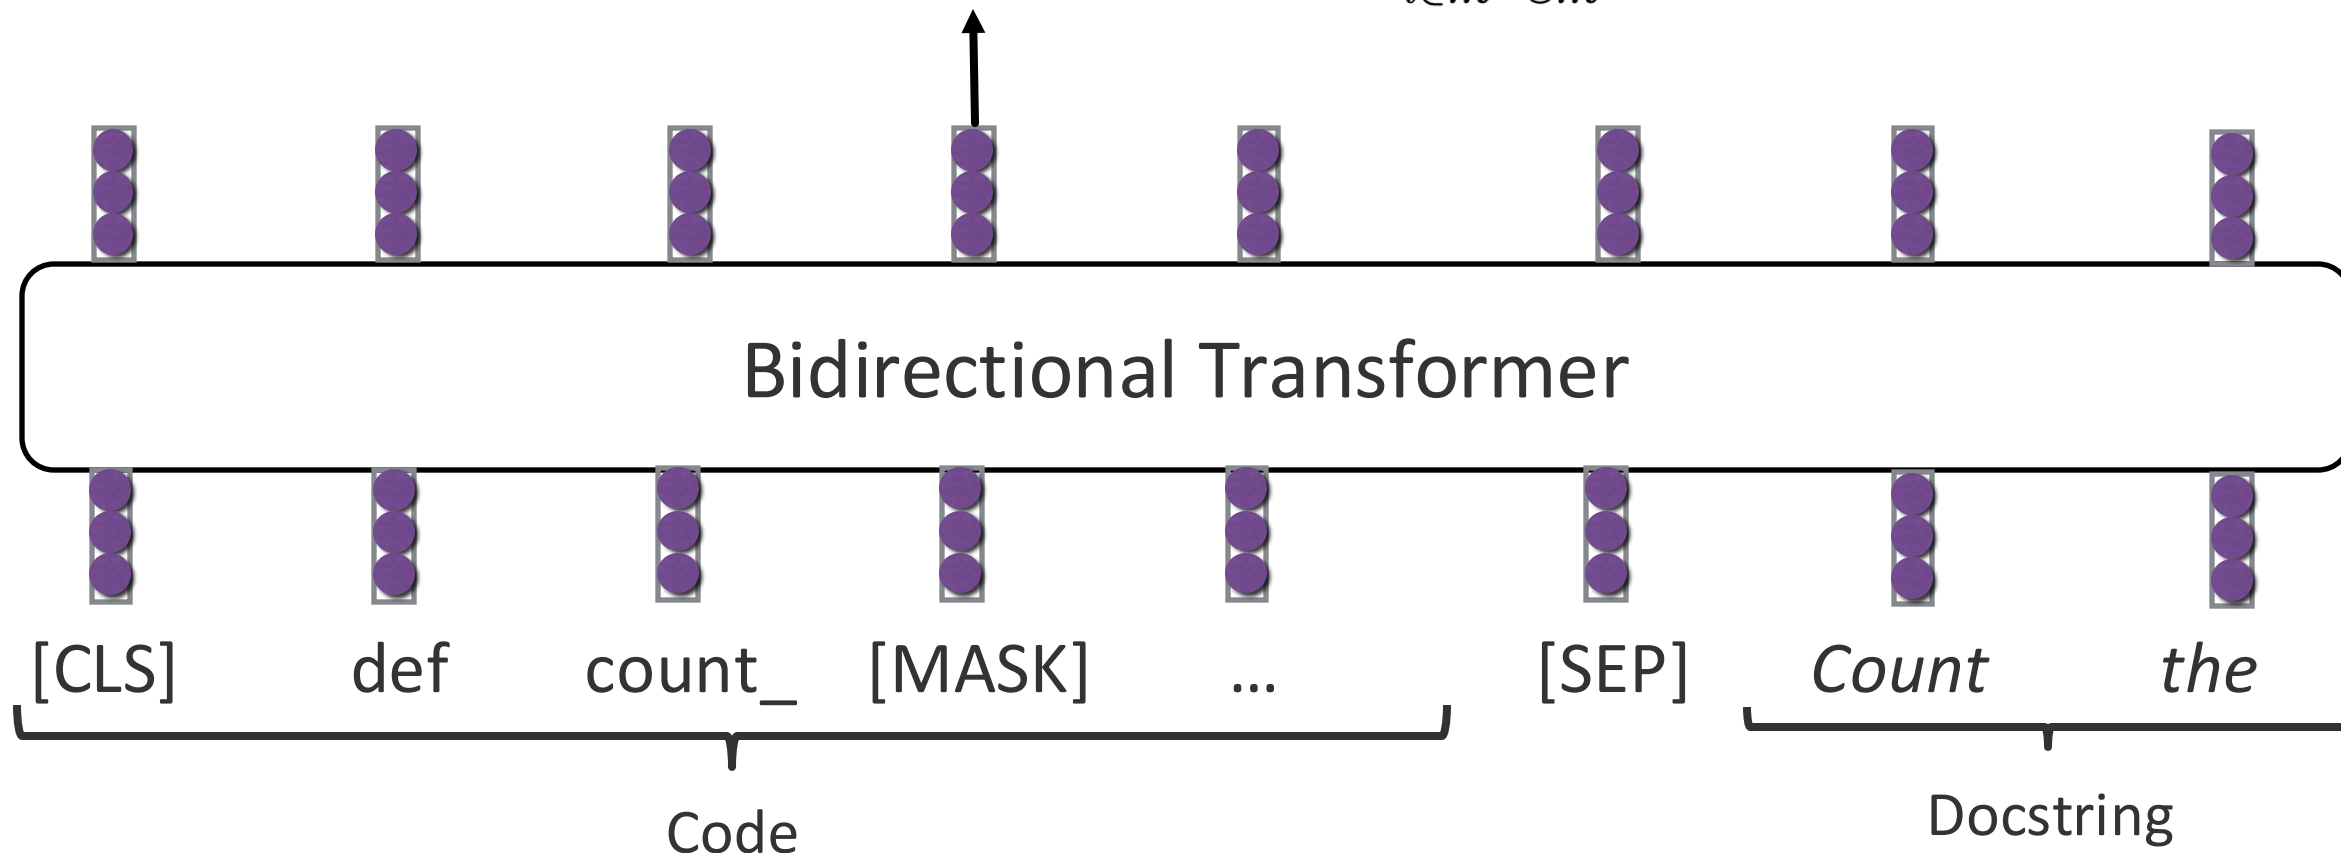 Bidirectional Transformer
[CLS] def count_ [MASK] ... [SEP] Count the
Code
Docstring